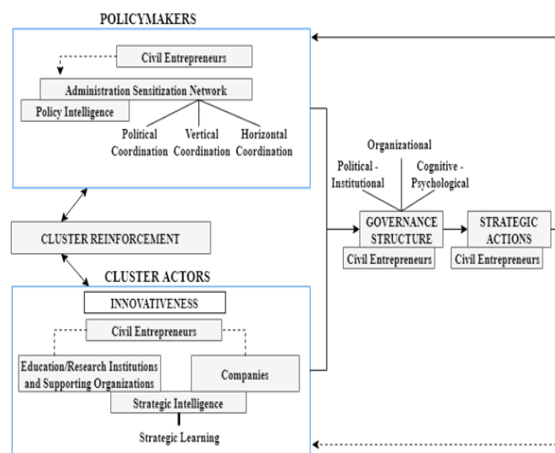 POLICYMAKERS
Civil Entrepreneurs
Administration Sensitization Network
Policy Intelligence
Political
Coordination
Vertical
Coordination
Horizontal
Coordination
CLUSTER REINFORCEMENT
CLUSTER ACTORS
INNOVATIVENESS
Civil Entrepreneurs
Education/Research Institutions
and Supporting Organizations
Companies
Strategic Intelligence
Strategic Learning
Organizational
Political -
Institutional
Cognitive -
Psychological
GOVERNANCE
STRUCTURE
Civil Entrepreneurs
STRATEGIC
ACTIONS
Civil Entrepreneurs